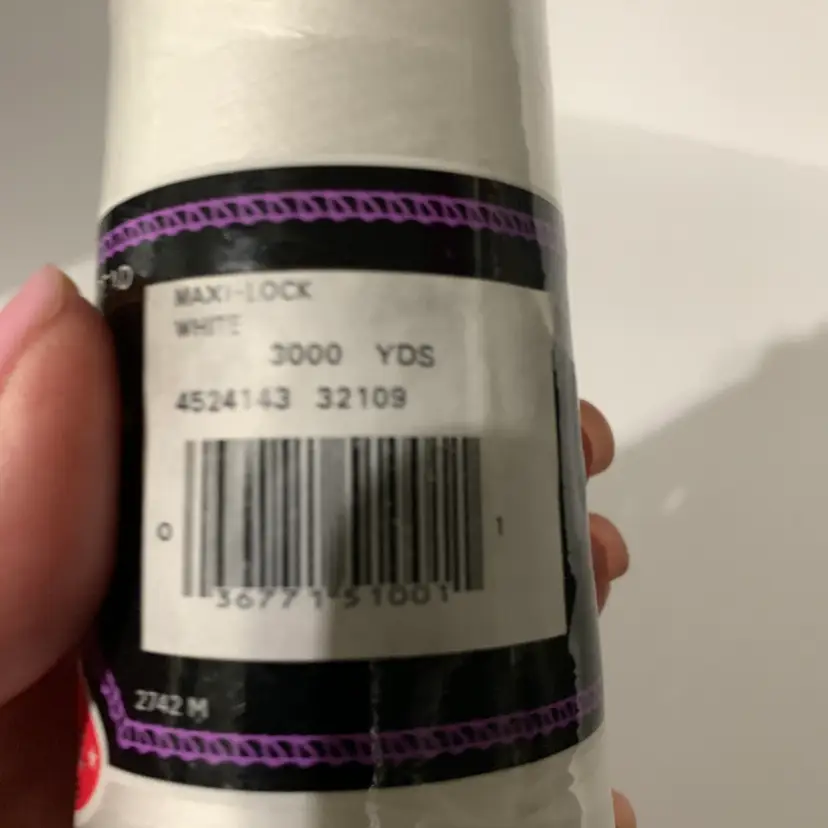 MAXI-LOCK
WHITE
3000 YDS
4524143 32109
0 36771 51001 1
2742 M